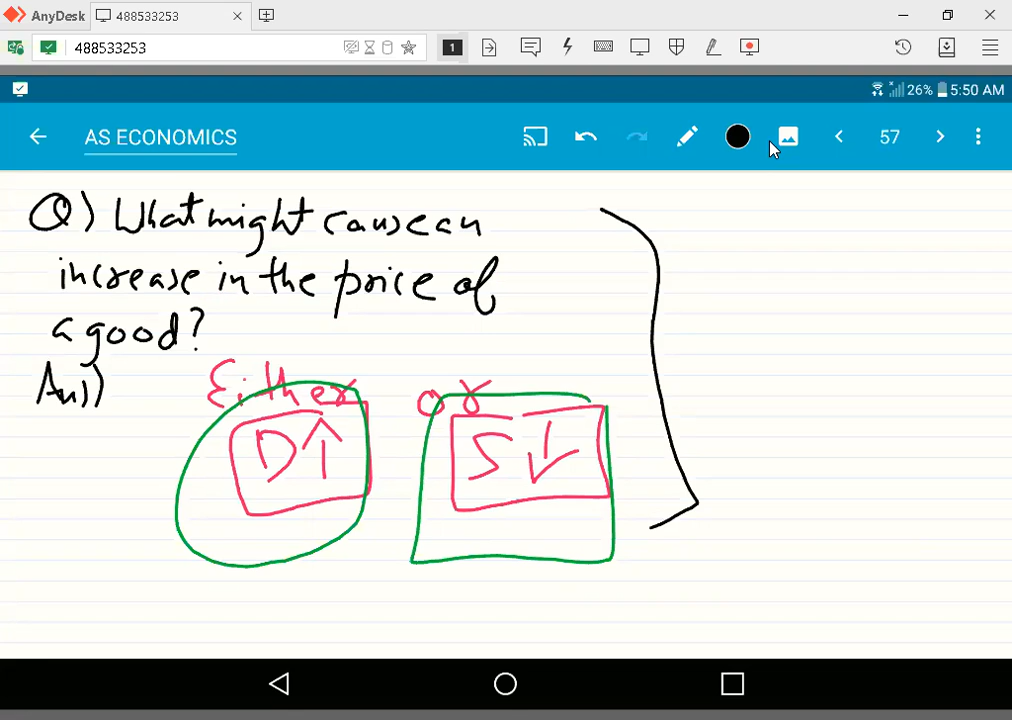 AnyDesk 488533253
488533253 1
26% 5:50 AM
AS ECONOMICS 57
Q) What might cause an
increase in the price of
a good?
Ans)
Either or
D↑ S↓